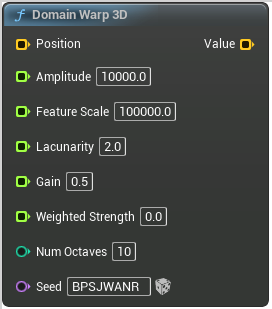 Domain Warp 3D
Position Value
Amplitude 10000.0
Feature Scale 100000.0
Lacunarity 2.0
Gain 0.5
Weighted Strength 0.0
Num Octaves 10
Seed BPSJWANR